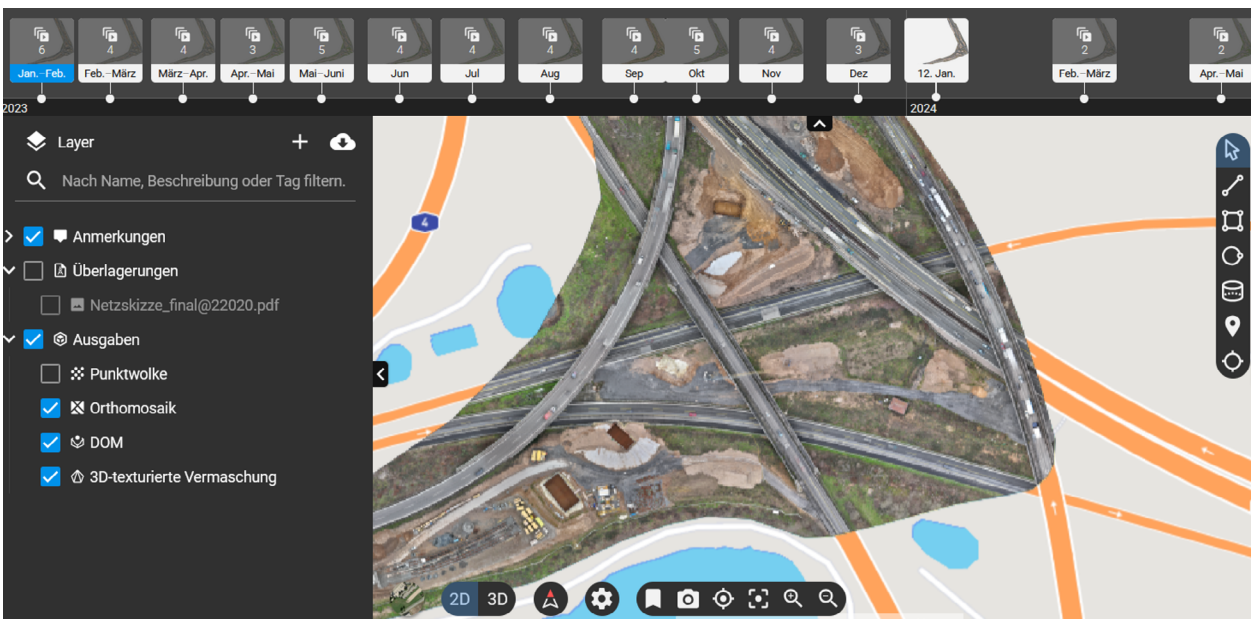 6
4
4
3
5
4
4
4
4
5
4
3
2
2
Jan.–Feb.
Feb.–März
März–Apr.
Apr.–Mai
Mai–Juni
Jun
Jul
Aug
Sep
Okt
Nov
Dez
12. Jan.
Feb.–März
Apr.–Mai
2023
2024
Layer
Nach Name, Beschreibung oder Tag filtern.
Anmerkungen
Überlagerungen
Netzskizze_final@22020.pdf
Ausgaben
Punktwolke
Orthomosaik
DOM
3D-texturierte Vermaschung
4
2D
3D